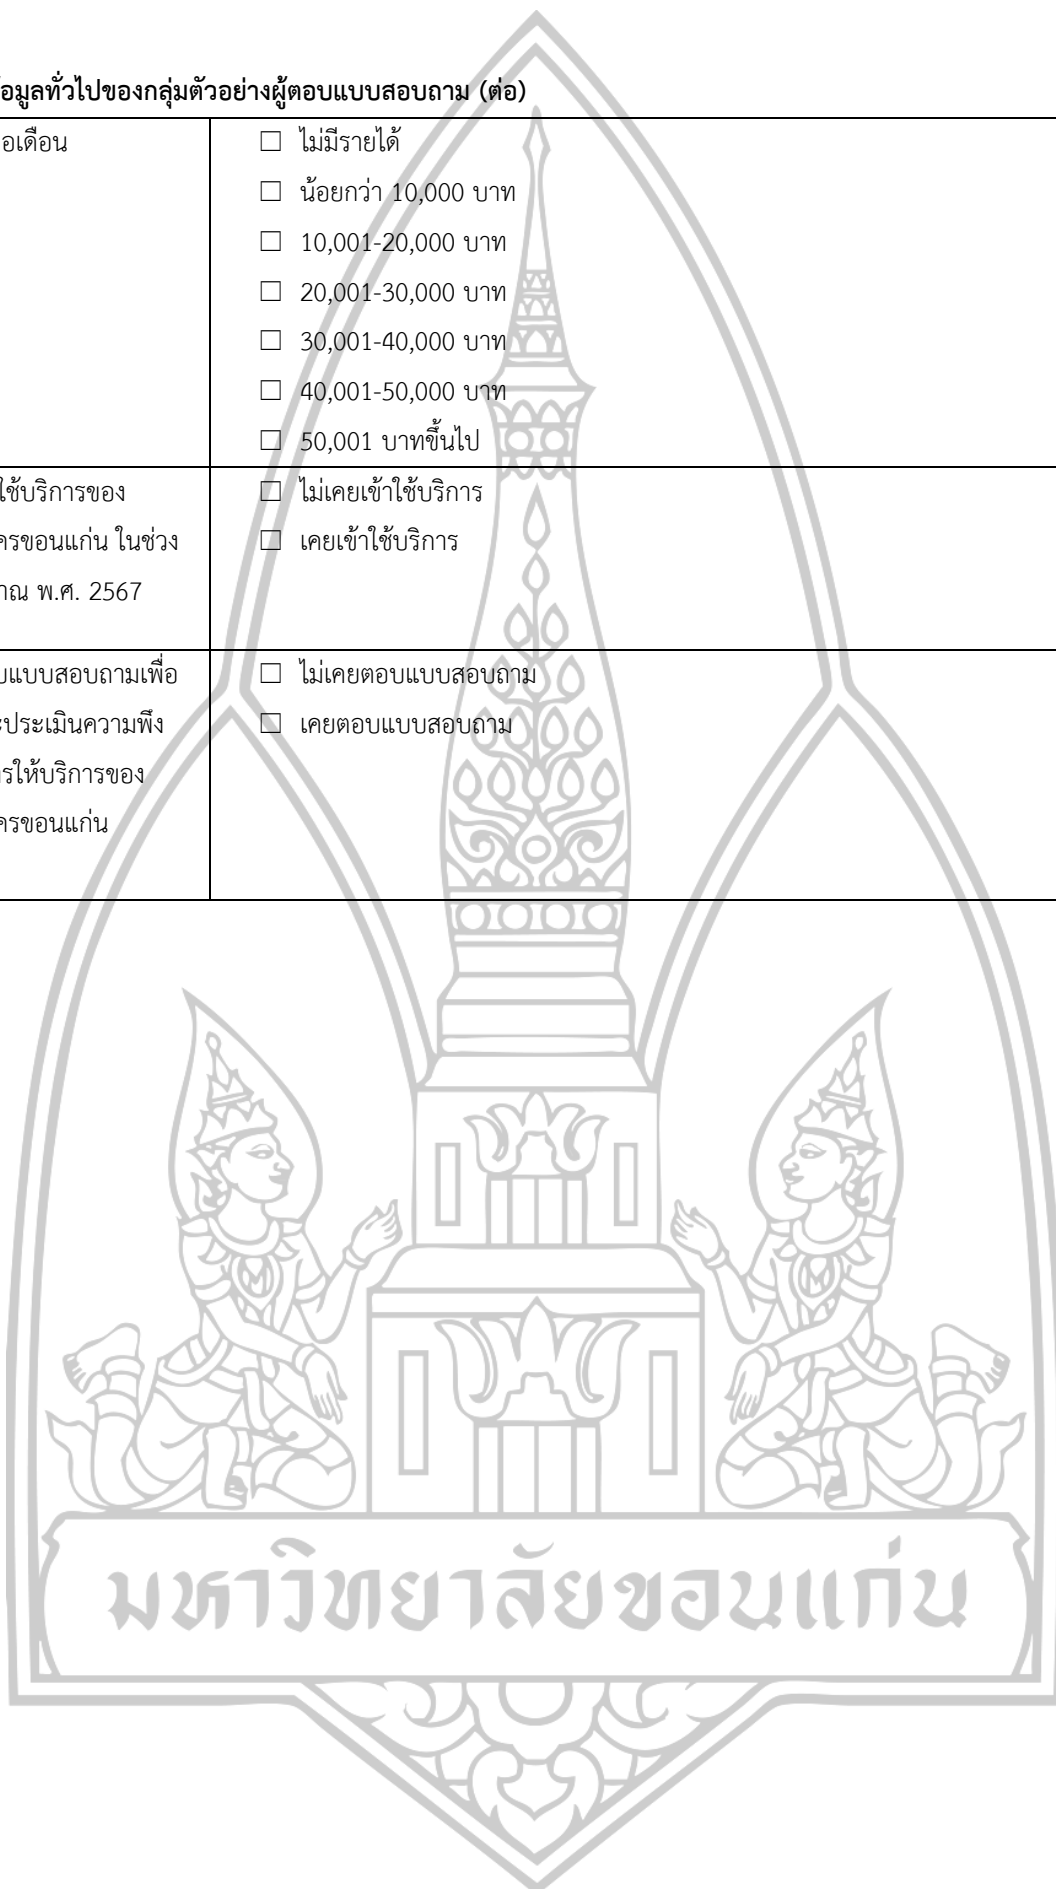 ้อมูลทั่วไปของกลุ่มตัวอย่างผู้ตอบแบบสอบถาม (ต่อ)
อเดือน
☐ ไม่มีรายได้
☐ น้อยกว่า 10,000 บาท
☐ 10,001-20,000 บาท
☐ 20,001-30,000 บาท
☐ 30,001-40,000 บาท
☐ 40,001-50,000 บาท
☐ 50,001 บาทขึ้นไป
ใช้บริการของ
ครขอนแก่น ในช่วง
าณ พ.ศ. 2567
☐ ไม่เคยเข้าใช้บริการ
☐ เคยเข้าใช้บริการ
บแบบสอบถามเพื่อ
ะประเมินความพึง
ารให้บริการของ
ครขอนแก่น
☐ ไม่เคยตอบแบบสอบถาม
☐ เคยตอบแบบสอบถาม
มหาวิทยาลัยขอนแก่น